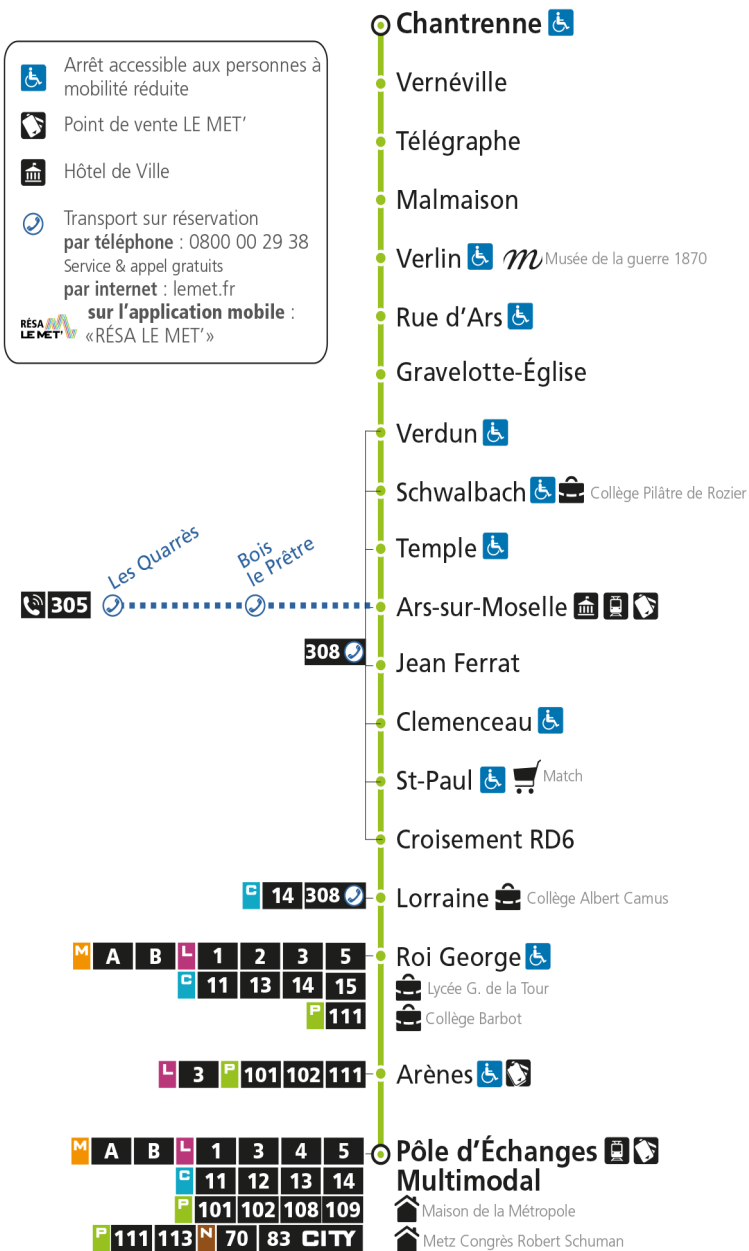 Chantrenne
Arrêt accessible aux personnes à
mobilité réduite
Point de vente LE MET’
Hôtel de Ville
Transport sur réservation
par téléphone : 0800 00 29 38
Service & appel gratuits
par internet : lemet.fr
sur l’application mobile :
RÉSA LE MET' «RÉSA LE MET’»
Vernéville
Télégraphe
Malmaison
Verlin m Musée de la guerre 1870
Rue d’Ars
Gravelotte-Église
Verdun
Schwalbach Collège Pilâtre de Rozier
Temple
Les Quarrès
Bois
le Prêtre
305
Ars-sur-Moselle
308
Jean Ferrat
Clemenceau
St-Paul Match
Croisement RD6
C 14 308 Lorraine Collège Albert Camus
M A B L 1 2 3 5 Roi George
C 11 13 14 15 Lycée G. de la Tour
P 111 Collège Barbot
L 3 P 101 102 111 Arènes
M A B L 1 3 4 5 Pôle d’Échanges
C 11 12 13 14 Multimodal
P 101 102 108 109 Maison de la Métropole
P 111 113 N 70 83 CITY Metz Congrès Robert Schuman